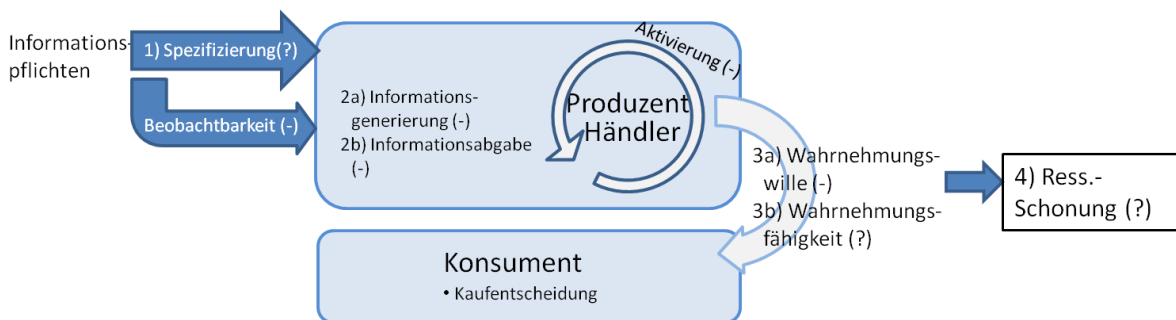 Informations-
pflichten
1) Spezifizierung(?)
Beobachtbarkeit (-)
Aktivierung (-)
2a) Informations-
generierung (-)
2b) Informationsabgabe
(-)
Produzent
Händler
3a) Wahrnehmungs-
wille (-)
3b) Wahrnehmungs-
fähigkeit (?)
4) Ress.-
Schonung (?)
Konsument
• Kaufentscheidung